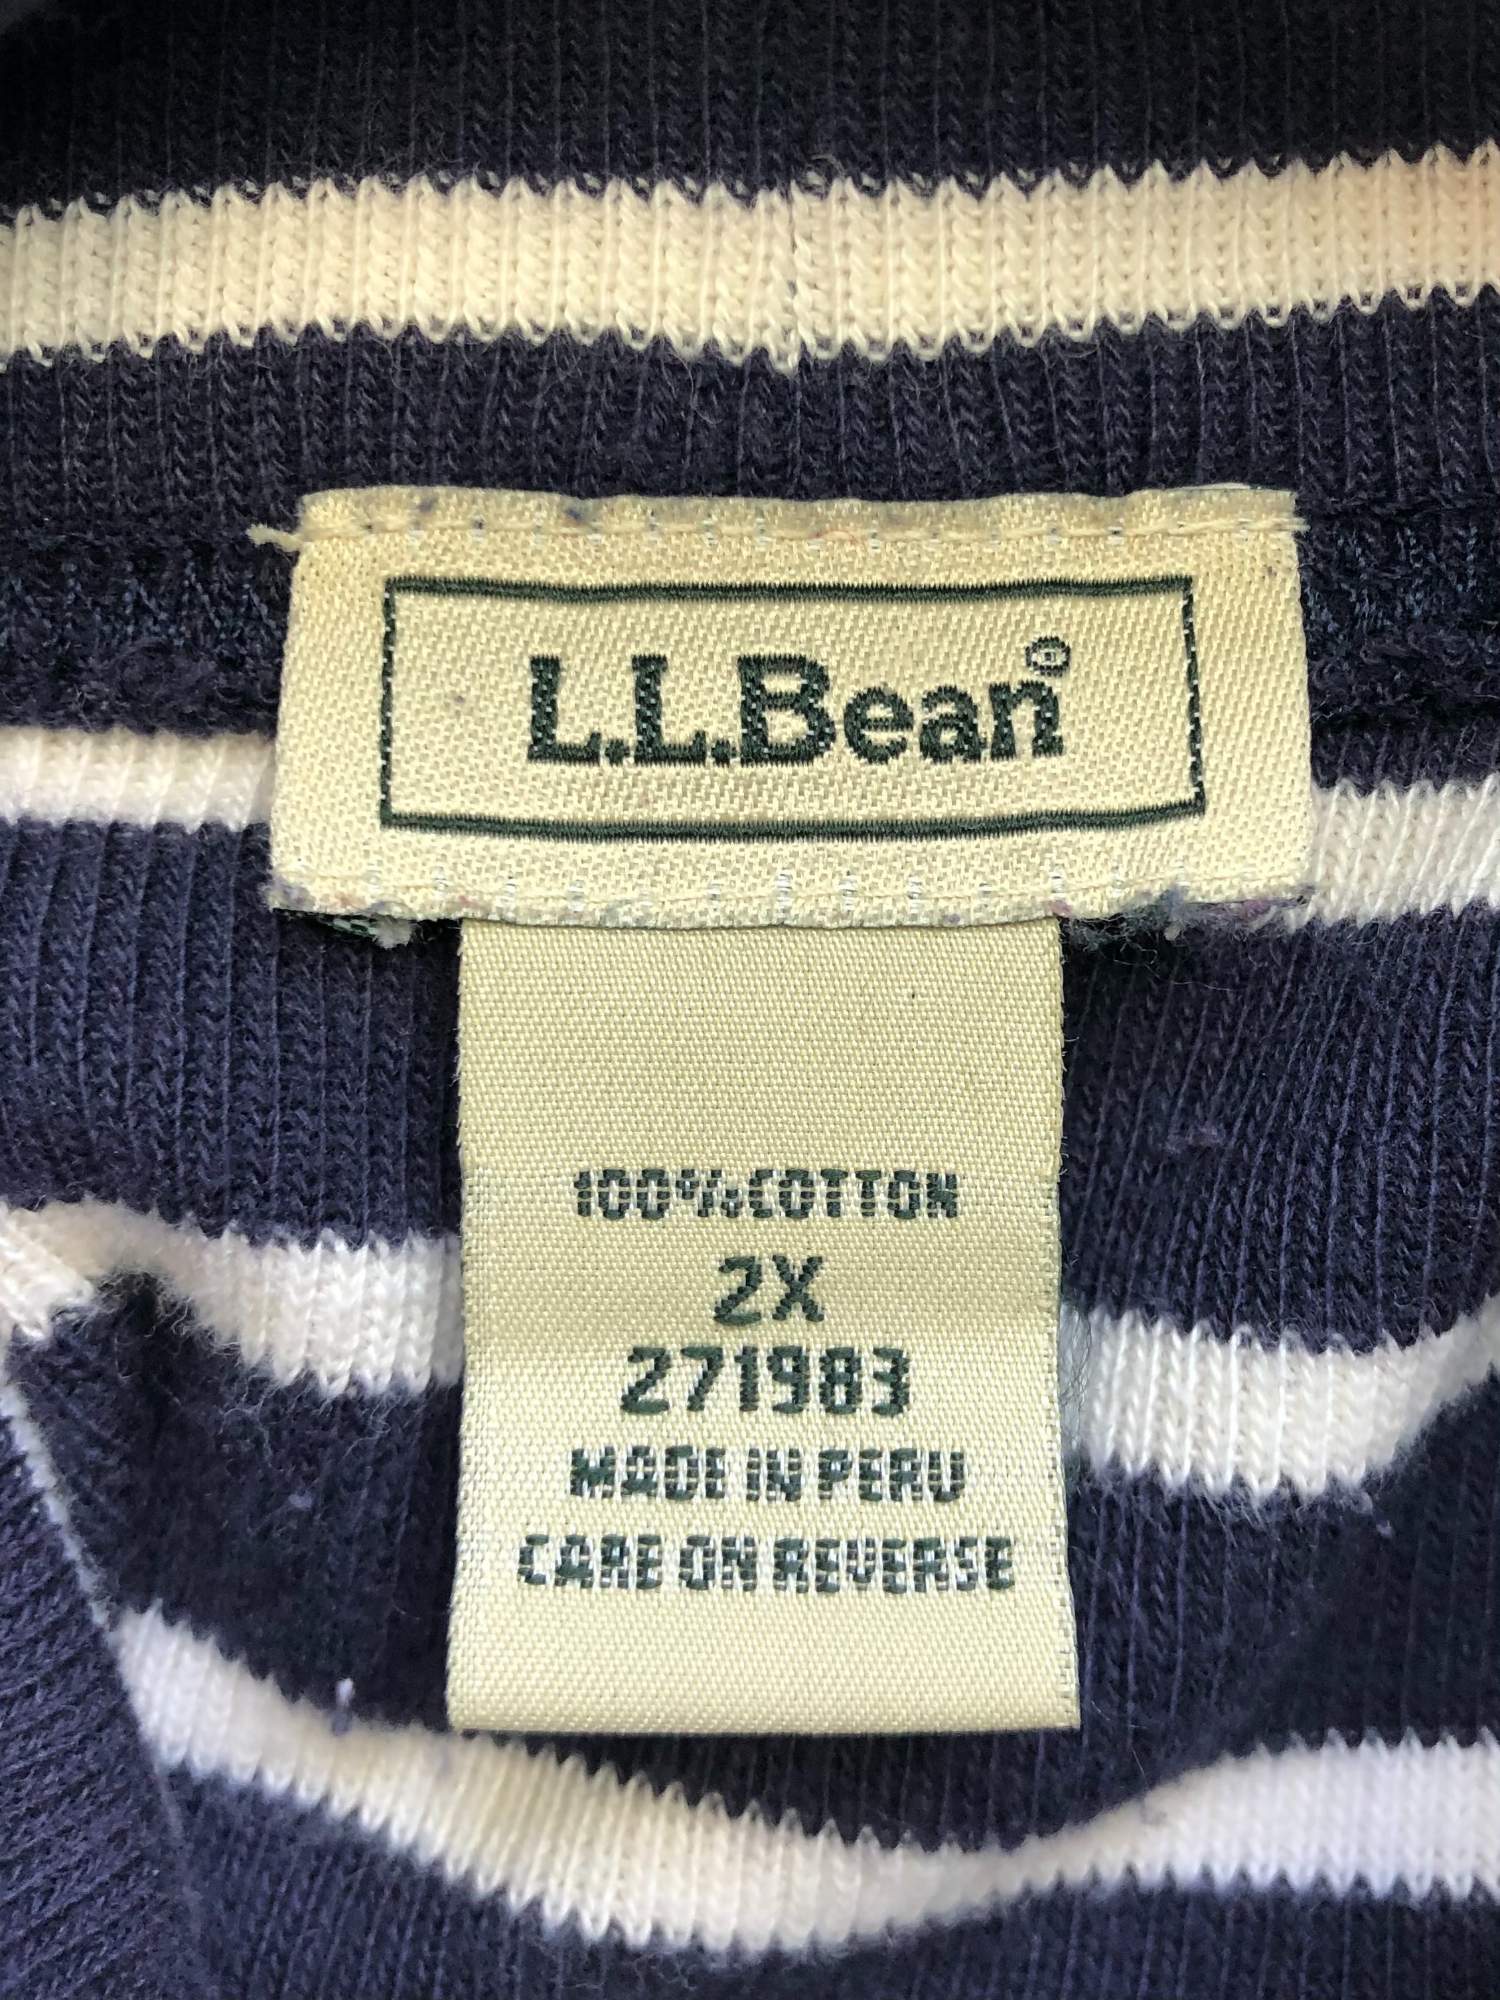 L.L.Bean®
100% COTTON
2X
271983
MADE IN PERU
CARE ON REVERSE